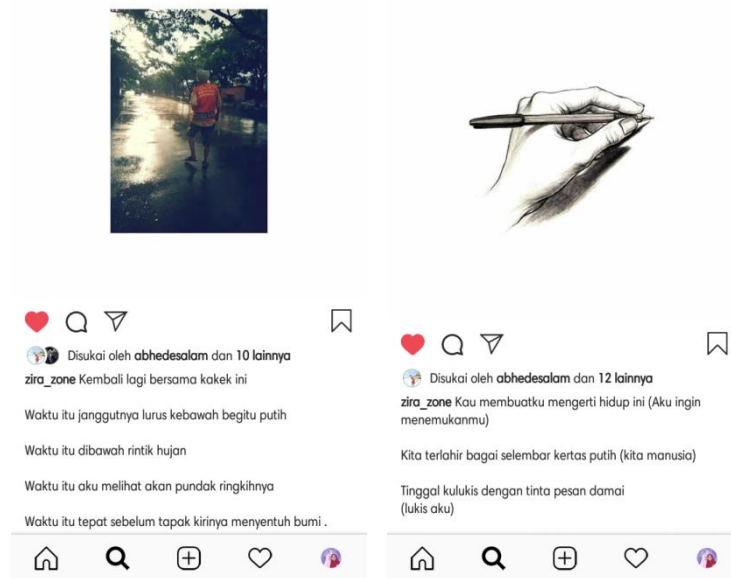 Disukai oleh abhedesalam dan 10 lainnya
zira_zone Kembali lagi bersama kakek ini
Waktu itu janggutnya lurus kebawah begitu putih
Waktu itu dibawah rintik hujan
Waktu itu aku melihat akan pundak ringkihnya
Waktu itu tepat sebelum tapak kirinya menyentuh bumi .
Disukai oleh abhedesalam dan 12 lainnya
zira_zone Kau membuatku mengerti hidup ini (Aku ingin
menemukanmu)
Kita terlahir bagai selembar kertas putih (kita manusia)
Tinggal kulukis dengan tinta pesan damai
(lukis aku)